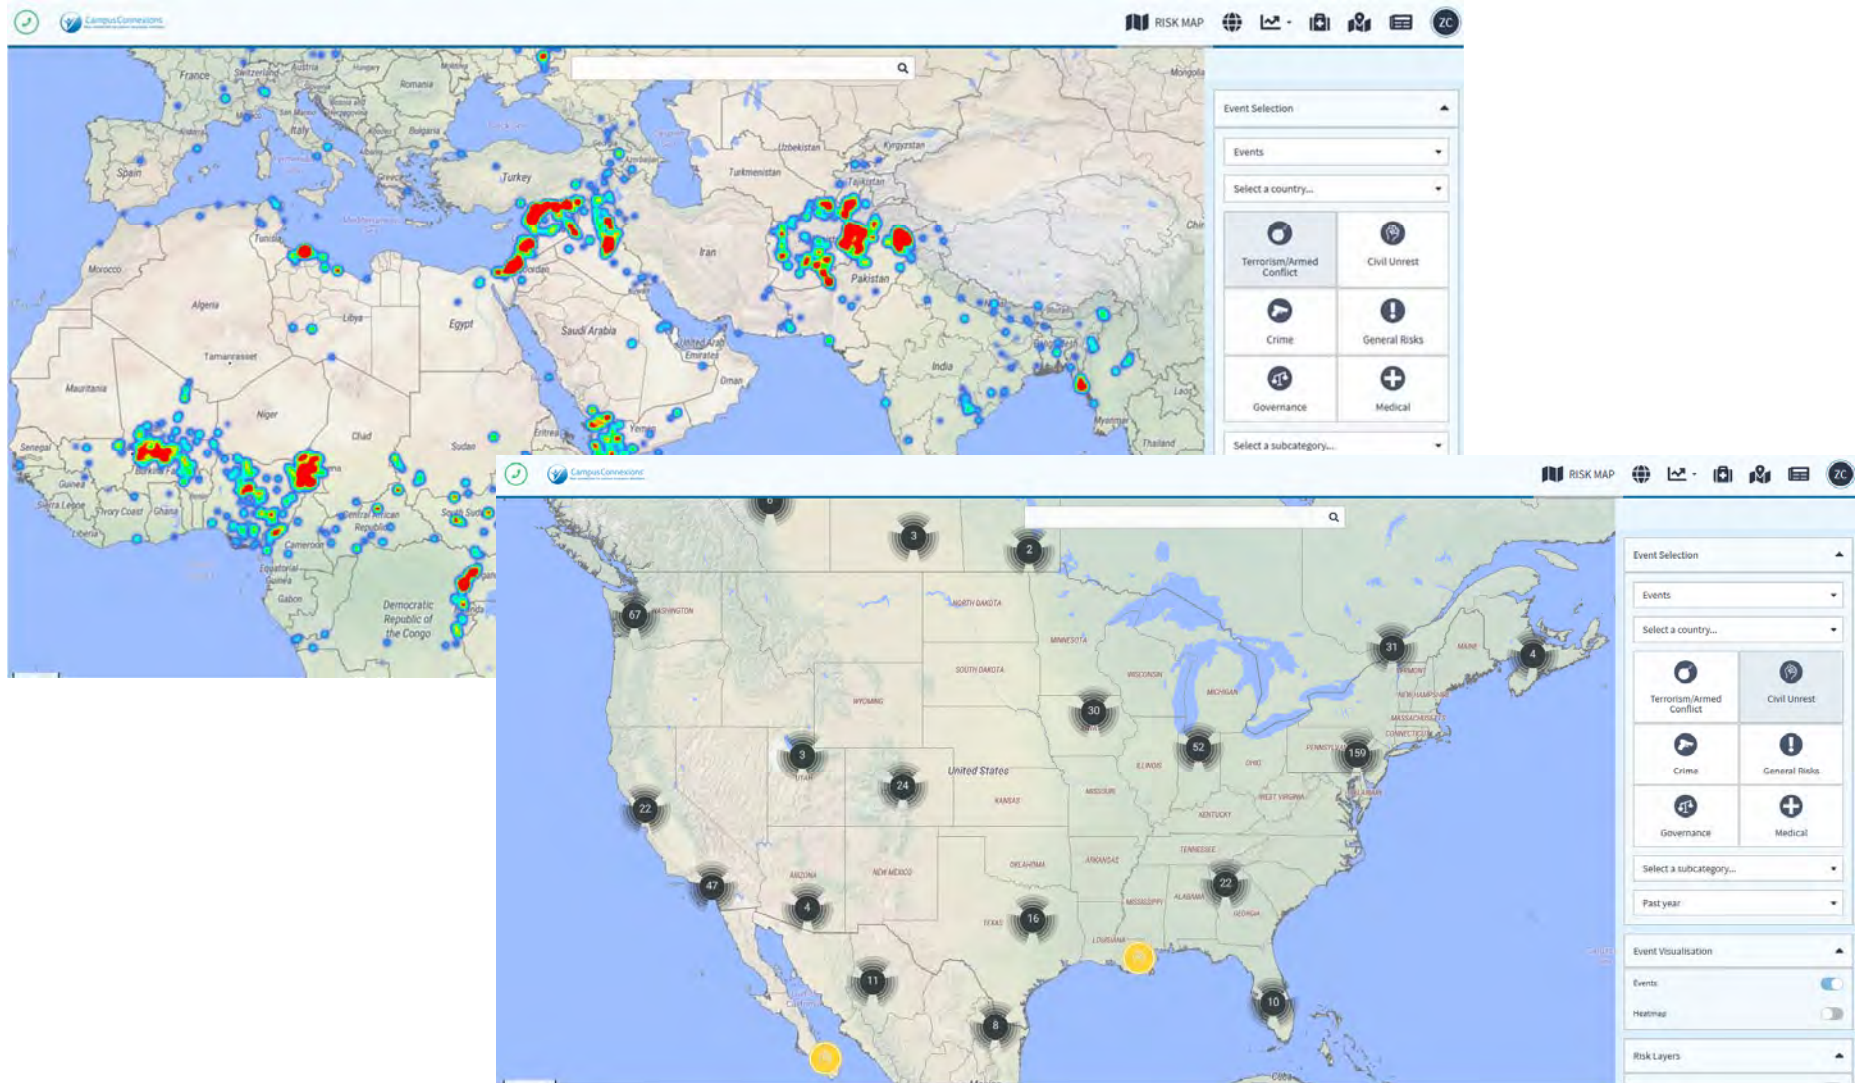 CampusConnexions
RISK MAP
ZC
France
Switzerland
Austria
Hungary
Romania
Italy
Bulgaria
Spain
Greece
Turkey
Georgia
Azerbaijan
Uzbekistan
Kyrgyzstan
Turkmenistan
Tajikistan
Mongolia
Morocco
Tunisia
Algeria
Libya
Egypt
Jordan
Iran
Kuwait
Pakistan
Saudi Arabia
United Arab
Emirates
Oman
India
Tamanrasset
Mauritania
Niger
Chad
Sudan
Eritrea
Yemen
Myanmar
Laos
Thailand
Senegal
Guinea
Sierra Leone
Ivory Coast
Ghana
Liberia
Central African
Republic
Cameroon
Equatorial
Guinea
Gabon
Democratic
Republic of
the Congo
Event Selection
Events
Select a country...
Terrorism/Armed
Conflict
Civil Unrest
Crime
General Risks
Governance
Medical
Select a subcategory...
CampusConnexions
RISK MAP
ZC
6
3
2
67
WASHINGTON
NORTH DAKOTA
MINNESOTA
31
MAINE
4
SOUTH DAKOTA
WISCONSIN
MICHIGAN
VERMONT
NEW HAMPSHIRE
MASSACHUSETTS
CONNECTICUT
WYOMING
30
52
PENNSYLVANIA
159
3
UTAH
24
United States
ILLINOIS
OHIO
KANSAS
MISSOURI
WEST VIRGINIA
DELAWARE
22
KENTUCKY
TENNESSEE
OKLAHOMA
ARKANSAS
47
ARIZONA
NEW MEXICO
4
MISSISSIPPI
ALABAMA
22
GEORGIA
TEXAS
16
LOUISIANA
11
10
8
Cuba
Event Selection
Events
Select a country...
Terrorism/Armed
Conflict
Civil Unrest
Crime
General Risks
Governance
Medical
Select a subcategory...
Past year
Event Visualisation
Events
Heatmap
Risk Layers